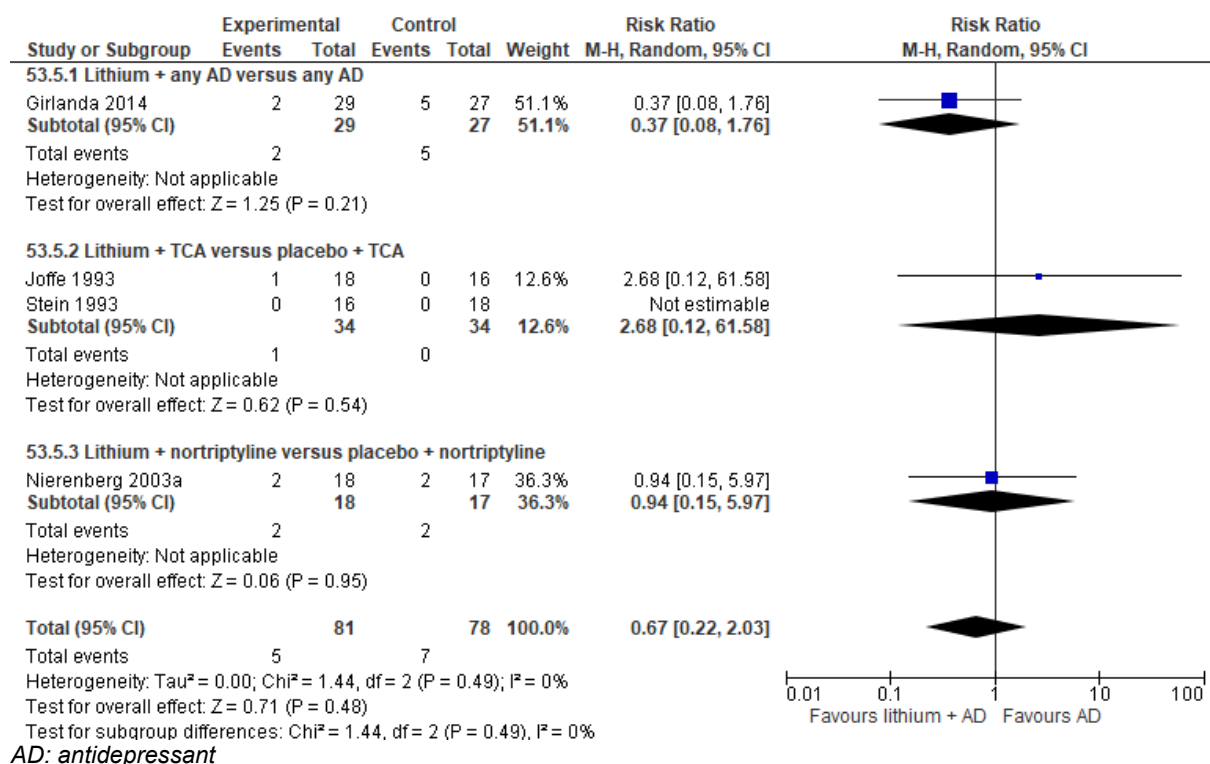 Experimental Control Risk Ratio Risk Ratio
Study or Subgroup Events Total Events Total Weight M-H, Random, 95% CI M-H, Random, 95% CI
53.5.1 Lithium + any AD versus any AD
Girlanda 2014 2 29 5 27 51.1% 0.37 [0.08, 1.76]
Subtotal (95% CI) 29 27 51.1% 0.37 [0.08, 1.76]
Total events 2 5
Heterogeneity: Not applicable
Test for overall effect: Z = 1.25 (P = 0.21)
53.5.2 Lithium + TCA versus placebo + TCA
Joffe 1993 1 18 0 16 12.6% 2.68 [0.12, 61.58]
Stein 1993 0 16 0 18 Not estimable
Subtotal (95% CI) 34 34 12.6% 2.68 [0.12, 61.58]
Total events 1 0
Heterogeneity: Not applicable
Test for overall effect: Z = 0.62 (P = 0.54)
53.5.3 Lithium + nortriptyline versus placebo + nortriptyline
Nierenberg 2003a 2 18 2 17 36.3% 0.94 [0.15, 5.97]
Subtotal (95% CI) 18 17 36.3% 0.94 [0.15, 5.97]
Total events 2 2
Heterogeneity: Not applicable
Test for overall effect: Z = 0.06 (P = 0.95)
Total (95% CI) 81 78 100.0% 0.67 [0.22, 2.03]
Total events 5 7
Heterogeneity: Tau² = 0.00; Chi² = 1.44, df = 2 (P = 0.49); I² = 0%
Test for overall effect: Z = 0.71 (P = 0.48)
Test for subgroup differences: Chi² = 1.44, df = 2 (P = 0.49), I² = 0%
0.01 0.1 1 10 100
Favours lithium + AD Favours AD
AD: antidepressant